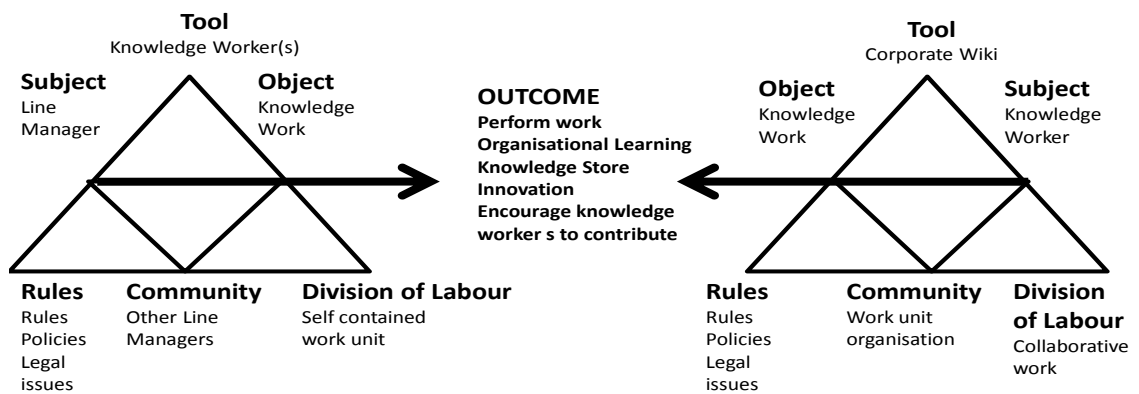 Tool
Knowledge Worker(s)
Subject
Line
Manager
Object
Knowledge
Work
Rules
Rules
Policies
Legal
issues
Community
Other Line
Managers
Division of Labour
Self contained
work unit
OUTCOME
Perform work
Organisational Learning
Knowledge Store
Innovation
Encourage knowledge
worker s to contribute
Tool
Corporate Wiki
Object
Knowledge
Work
Subject
Knowledge
Worker
Rules
Rules
Policies
Legal
issues
Community
Work unit
organisation
Division
of Labour
Collaborative
work